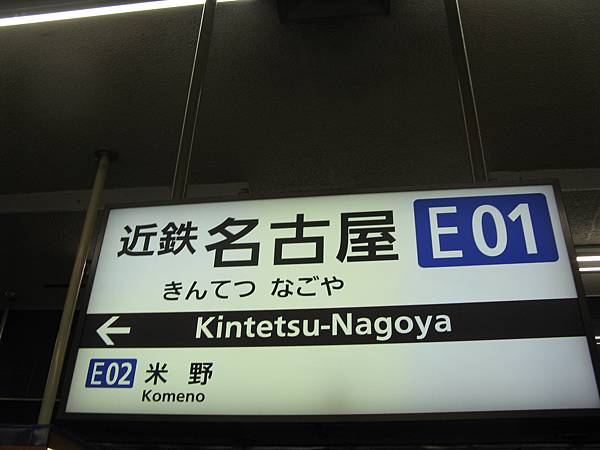 近鉄 名古屋 E01
きんてつ なごや
← Kintetsu-Nagoya
E02 米野
Komeno